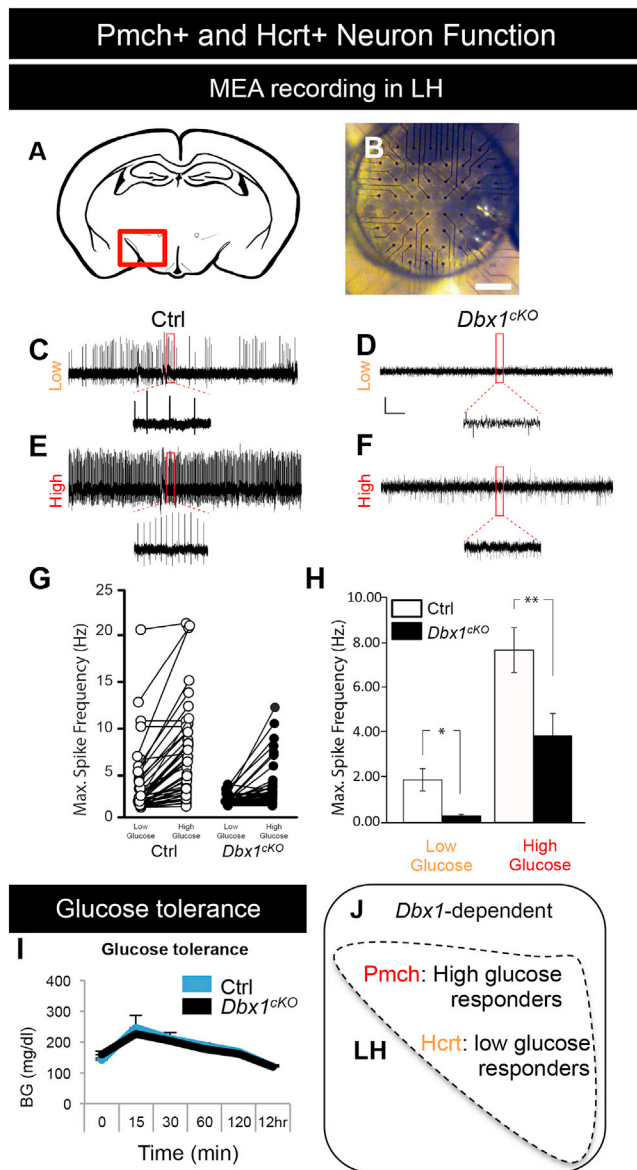 Pmch+ and Hcrt+ Neuron Function
MEA recording in LH
A
B
Ctrl
Dbx1cKO
C
Low
D
Low
E
High
F
High
G
25
20
15
10
5
0
Max. Spike Frequency (Hz)
Low Glucose
High Glucose
Low Glucose
High Glucose
Ctrl
Dbx1cKO
H
10.00
8.00
6.00
4.00
2.00
0.00
Max. Spike Frequency (Hz.)
Ctrl
Dbx1cKO
*
**
Low Glucose
High Glucose
Glucose tolerance
I
Glucose tolerance
400
300
200
100
0
BG (mg/dl)
Ctrl
Dbx1cKO
0 15 30 60 120 12hr
Time (min)
J
Dbx1-dependent
Pmch: High glucose
responders
LH
Hcrt: low glucose
responders